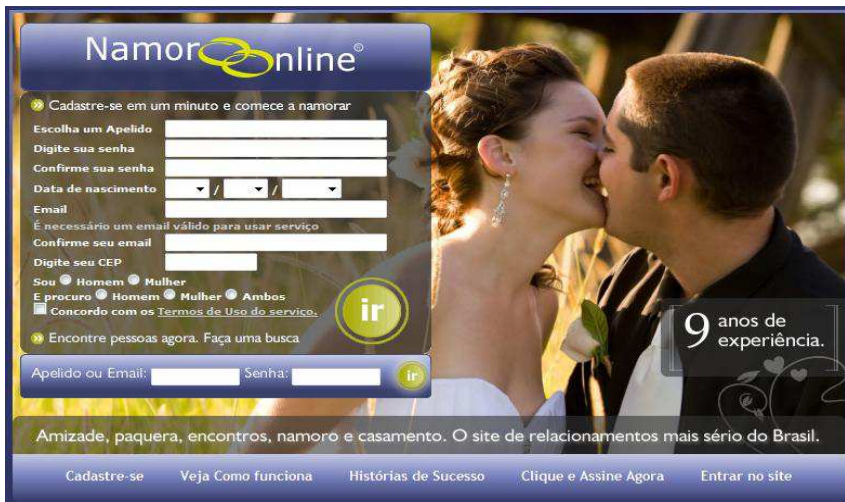 Namoro Online®
Cadastre-se em um minuto e comece a namorar
Escolha um Apelido
Digite sua senha
Confirme sua senha
Data de nascimento / /
Email
É necessário um email válido para usar serviço
Confirme seu email
Digite seu CEP
Sou Homem Mulher
E procuro Homem Mulher Ambos
Concordo com os Termos de Uso do serviço.
ir
Encontre pessoas agora. Faça uma busca
Apelido ou Email: Senha: ir
9 anos de
experiência.
Amizade, paquera, encontros, namoro e casamento. O site de relacionamentos mais sério do Brasil.
Cadastre-se Veja Como funciona Histórias de Sucesso Clique e Assine Agora Entrar no site